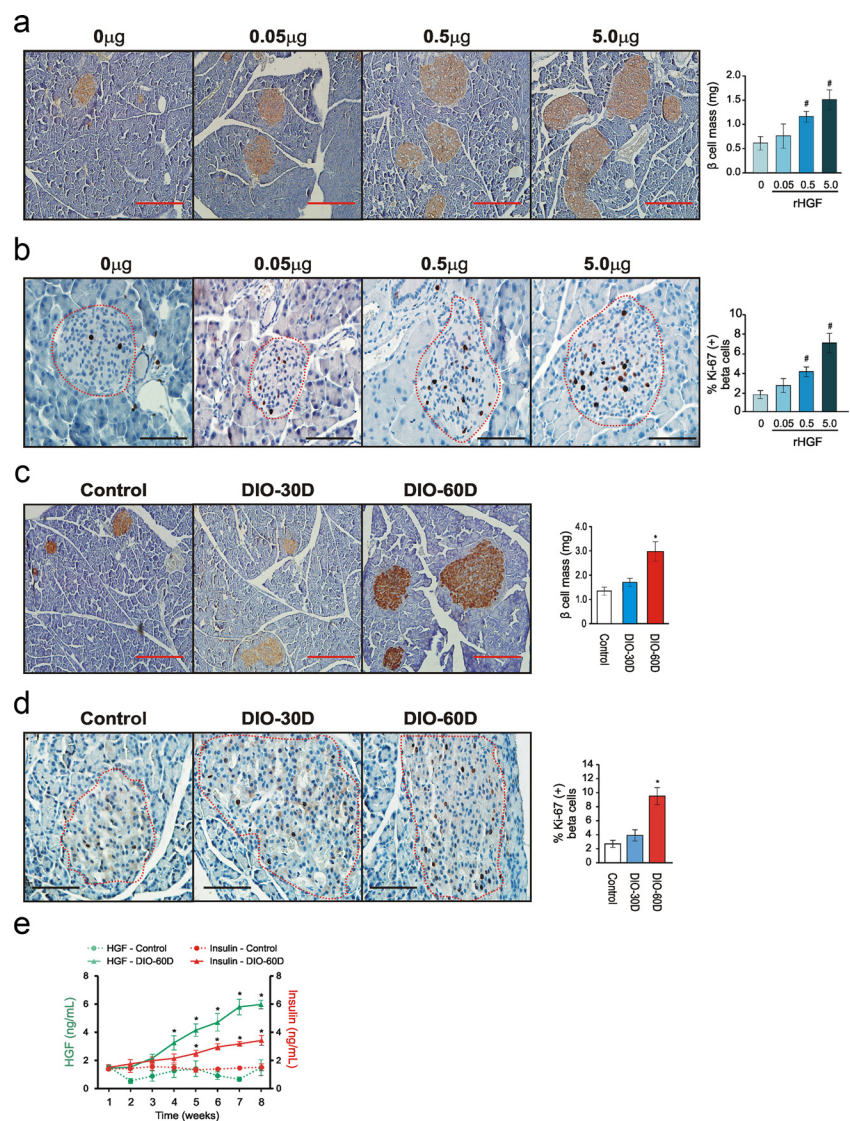 a
0μg 0.05μg 0.5μg 5.0μg
β cell mass (mg)
2.0
1.5
1.0
0.5
0
# #
0 0.05 0.5 5.0
rHGF
b
0μg 0.05μg 0.5μg 5.0μg
% Ki-67 (+)
beta cells
10
8
6
4
2
0
# #
0 0.05 0.5 5.0
rHGF
c
Control DIO-30D DIO-60D
β cell mass (mg)
4.0
3.0
2.0
1.0
0
*
Control DIO-30D DIO-60D
d
Control DIO-30D DIO-60D
% Ki-67 (+)
beta cells
14
12
10
8
6
4
2
0
*
Control DIO-30D DIO-60D
e
HGF - Control Insulin - Control
HGF - DIO-60D Insulin - DIO-60D
HGF (ng/mL)
Insulin (ng/mL)
8 8
6 6
4 4
2 2
0 0
* * * * *
* * * *
1 2 3 4 5 6 7 8
Time (weeks)